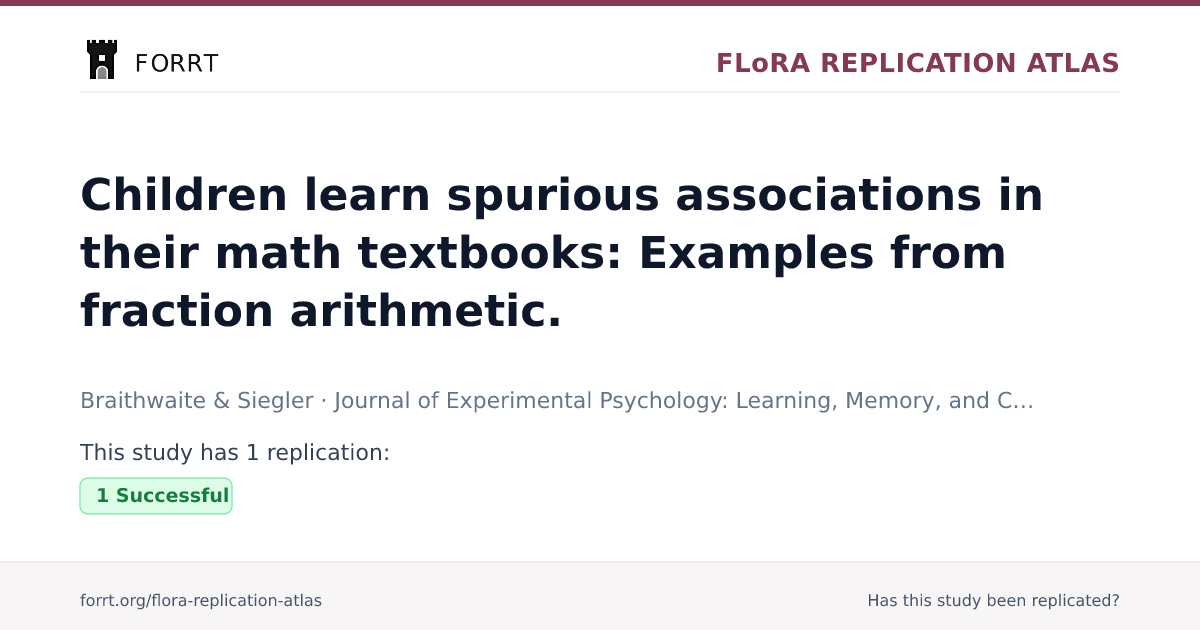 FORRT
FLoRA REPLICATION ATLAS
Children learn spurious associations in
their math textbooks: Examples from
fraction arithmetic.
Braithwaite & Siegler · Journal of Experimental Psychology: Learning, Memory, and C…
This study has 1 replication:
1 Successful
forrt.org/flora-replication-atlas
Has this study been replicated?